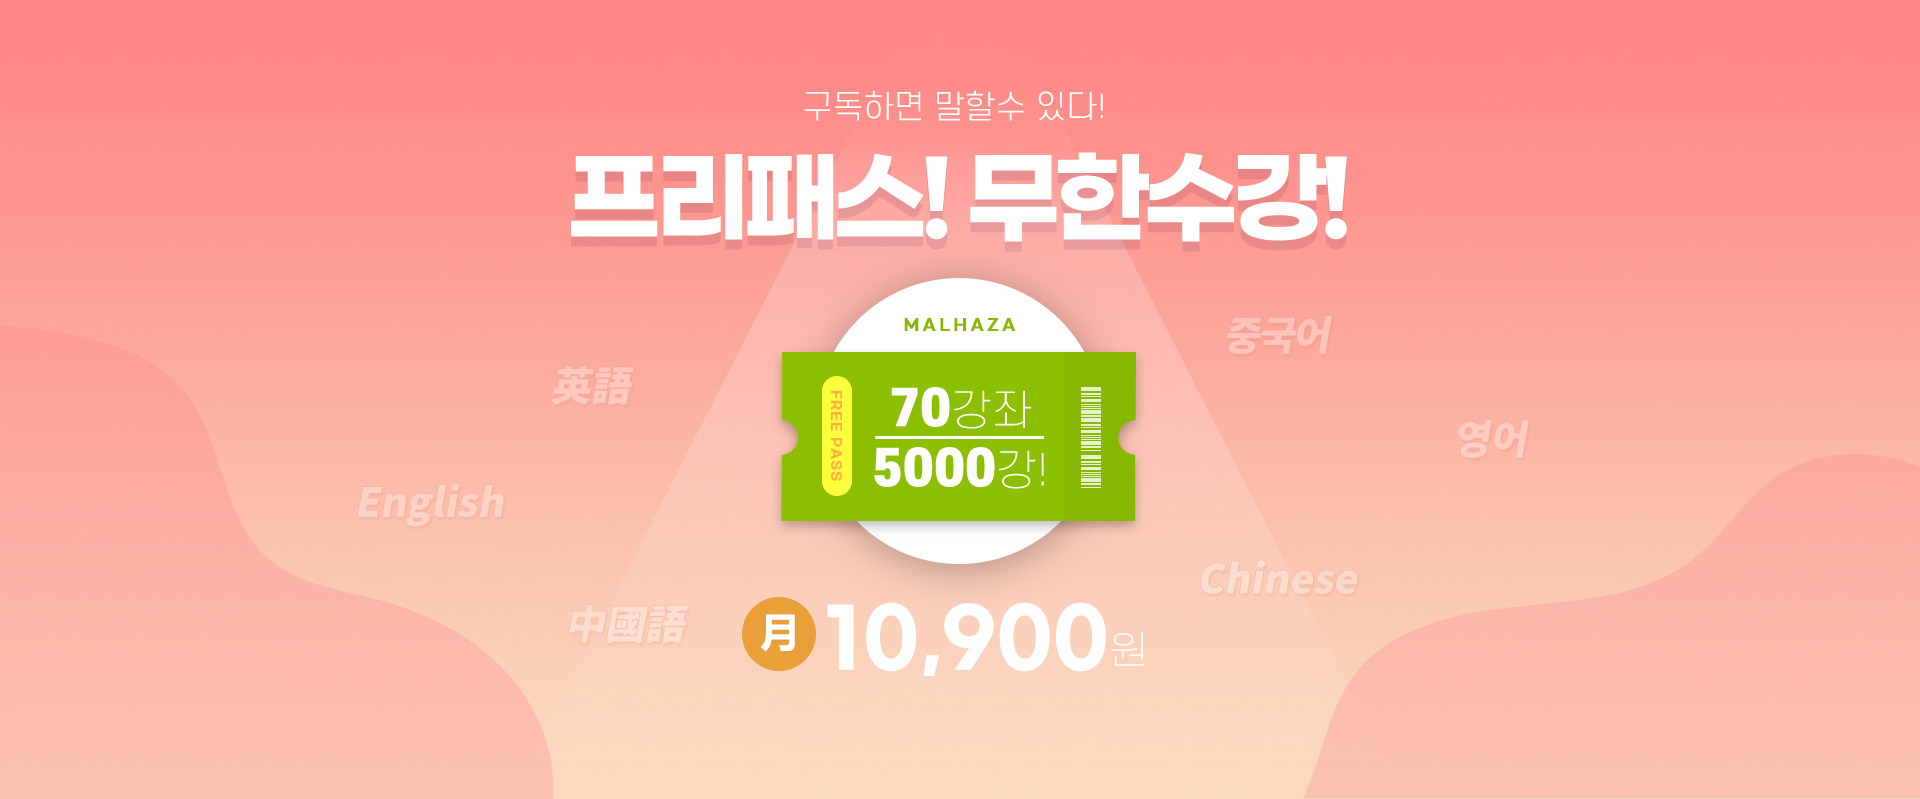 구독하면 말할수 있다!
프리패스! 무한수강!
MALHAZA
중국어
英語
FREE PASS
70강좌
5000강!
영어
English
Chinese
中國語
月 10,900원